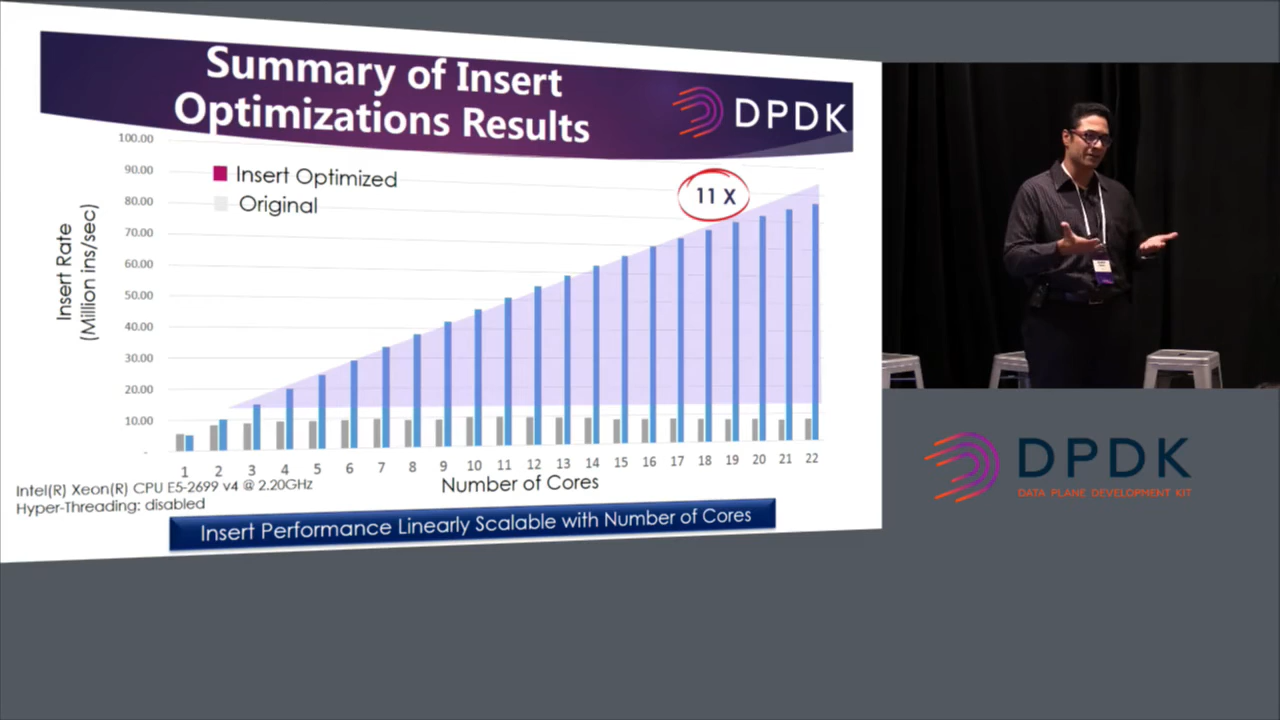 Summary of Insert
Optimizations Results
DPDK
100.00
90.00
80.00
70.00
60.00
50.00
40.00
30.00
20.00
10.00
-
Insert Rate
(Million ins/sec)
Insert Optimized
Original
11 X
1 2 3 4 5 6 7 8 9 10 11 12 13 14 15 16 17 18 19 20 21 22
Number of Cores
Intel(R) Xeon(R) CPU E5-2699 v4 @ 2.20GHz
Hyper-Threading: disabled
Insert Performance Linearly Scalable with Number of Cores
DPDK
DATA PLANE DEVELOPMENT KIT